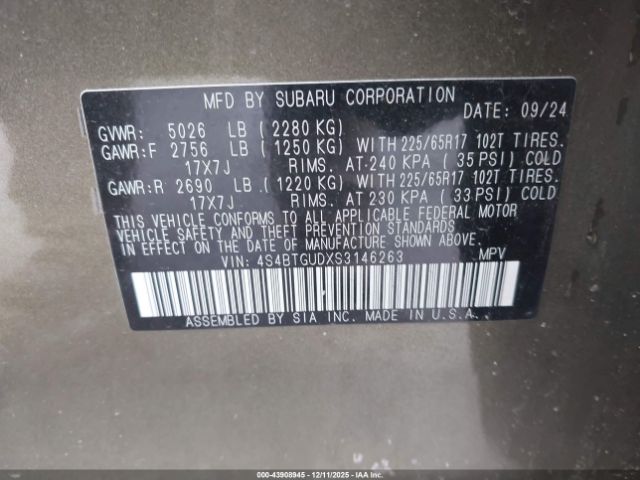 MFD BY SUBARU CORPORATION
DATE: 09/24
GVWR: 5026 LB (2280 KG)
GAWR:F 2756 LB (1250 KG) WITH 225/65R17 102T TIRES.
17X7J RIMS. AT 240 KPA (35 PSI) COLD
GAWR:R 2690 LB (1220 KG) WITH 225/65R17 102T TIRES.
17X7J RIMS. AT 230 KPA (33 PSI) COLD
THIS VEHICLE CONFORMS TO ALL APPLICABLE FEDERAL MOTOR
VEHICLE SAFETY AND THEFT PREVENTION STANDARDS
IN EFFECT ON THE DATE OF MANUFACTURE SHOWN ABOVE.
VIN: 4S4BTGUDXS3146263 MPV
ASSEMBLED BY SIA INC. MADE IN U.S.A.
000-43908945 - 12/11/2025 - IAA Inc.